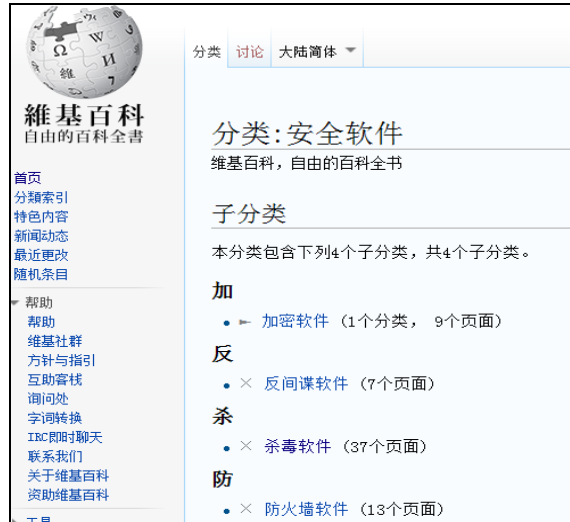 維基百科
自由的百科全書
首页
分類索引
特色内容
新闻动态
最近更改
随机条目
帮助
帮助
维基社群
方针与指引
互助客栈
询问处
字词转换
IRC即时聊天
联系我们
关于维基百科
资助维基百科
分类 讨论 大陆简体
分类:安全软件
维基百科，自由的百科全书
子分类
本分类包含下列4个子分类，共4个子分类。
加
加密软件 (1个分类， 9个页面)
反
反间谍软件 (7个页面)
杀
杀毒软件 (37个页面)
防
防火墙软件 (13个页面)